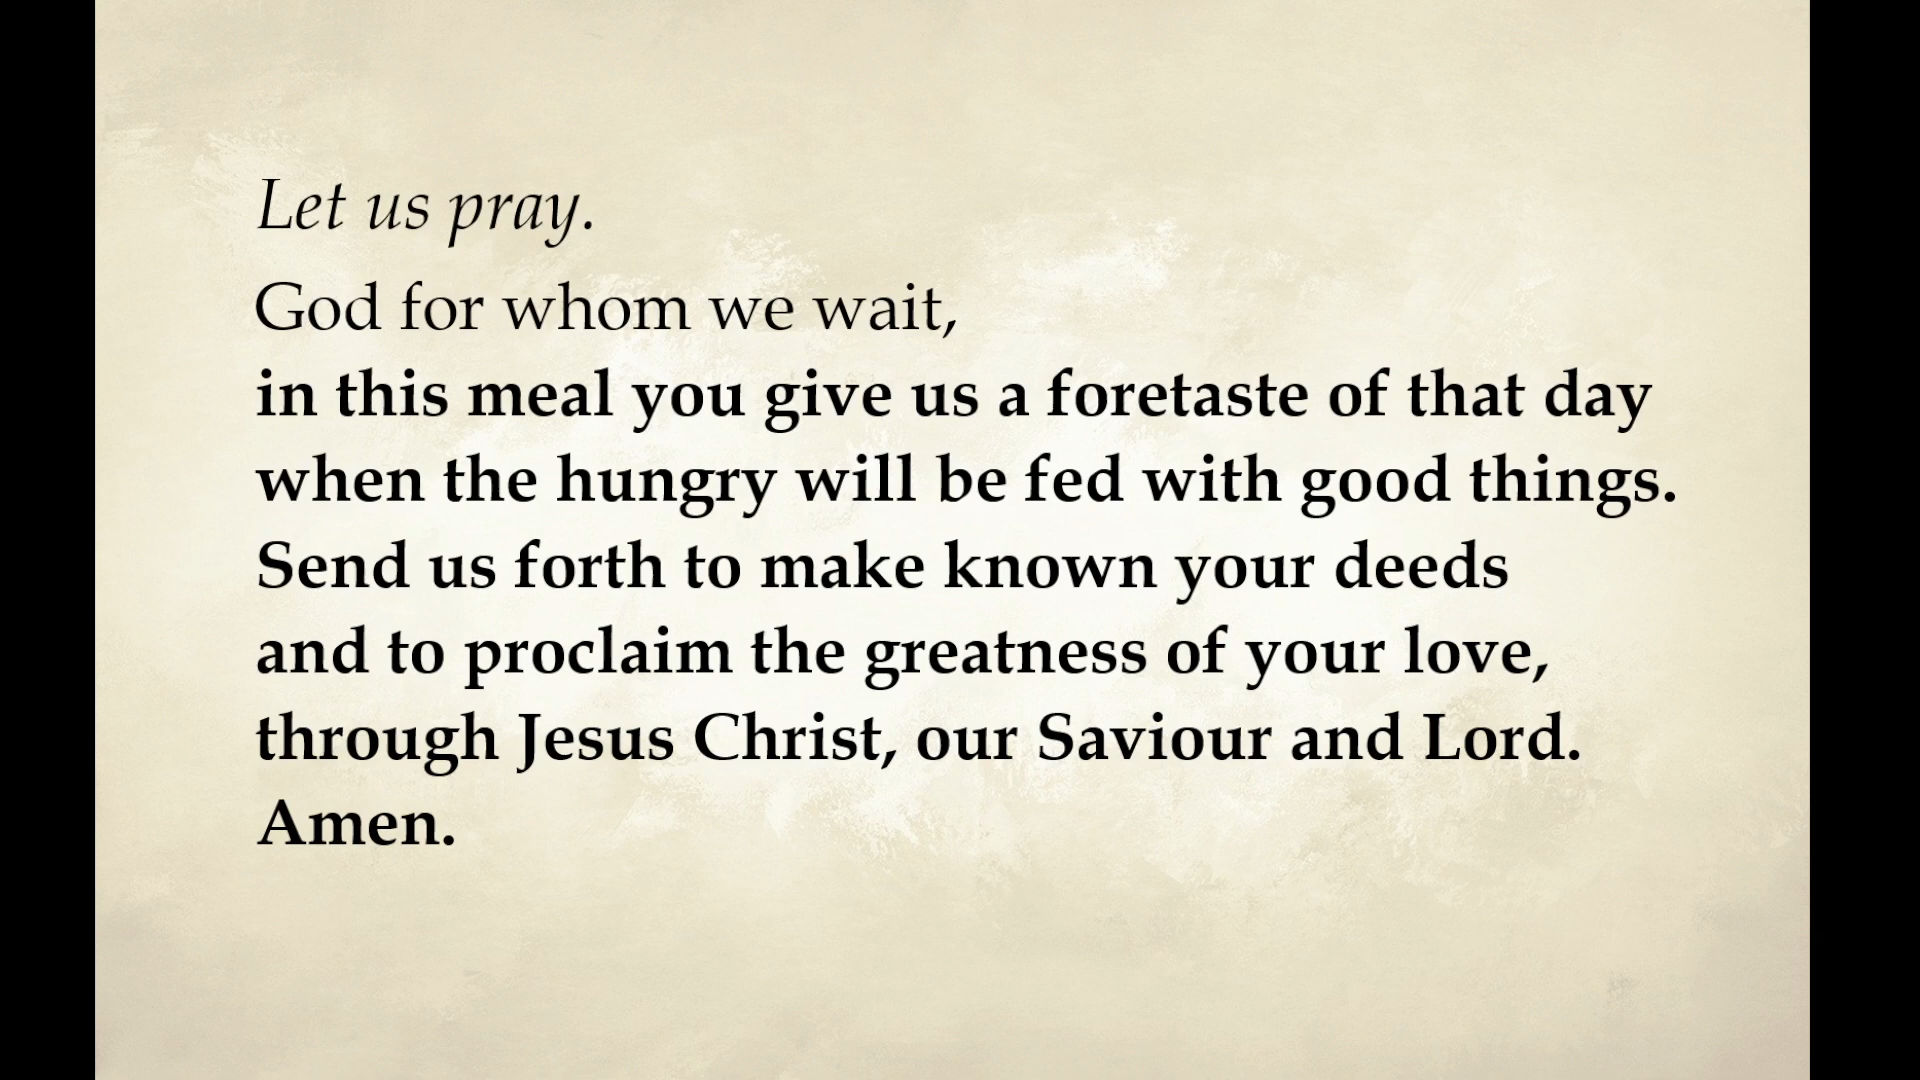 Let us pray.
God for whom we wait,
in this meal you give us a foretaste of that day
when the hungry will be fed with good things.
Send us forth to make known your deeds
and to proclaim the greatness of your love,
through Jesus Christ, our Saviour and Lord.
Amen.